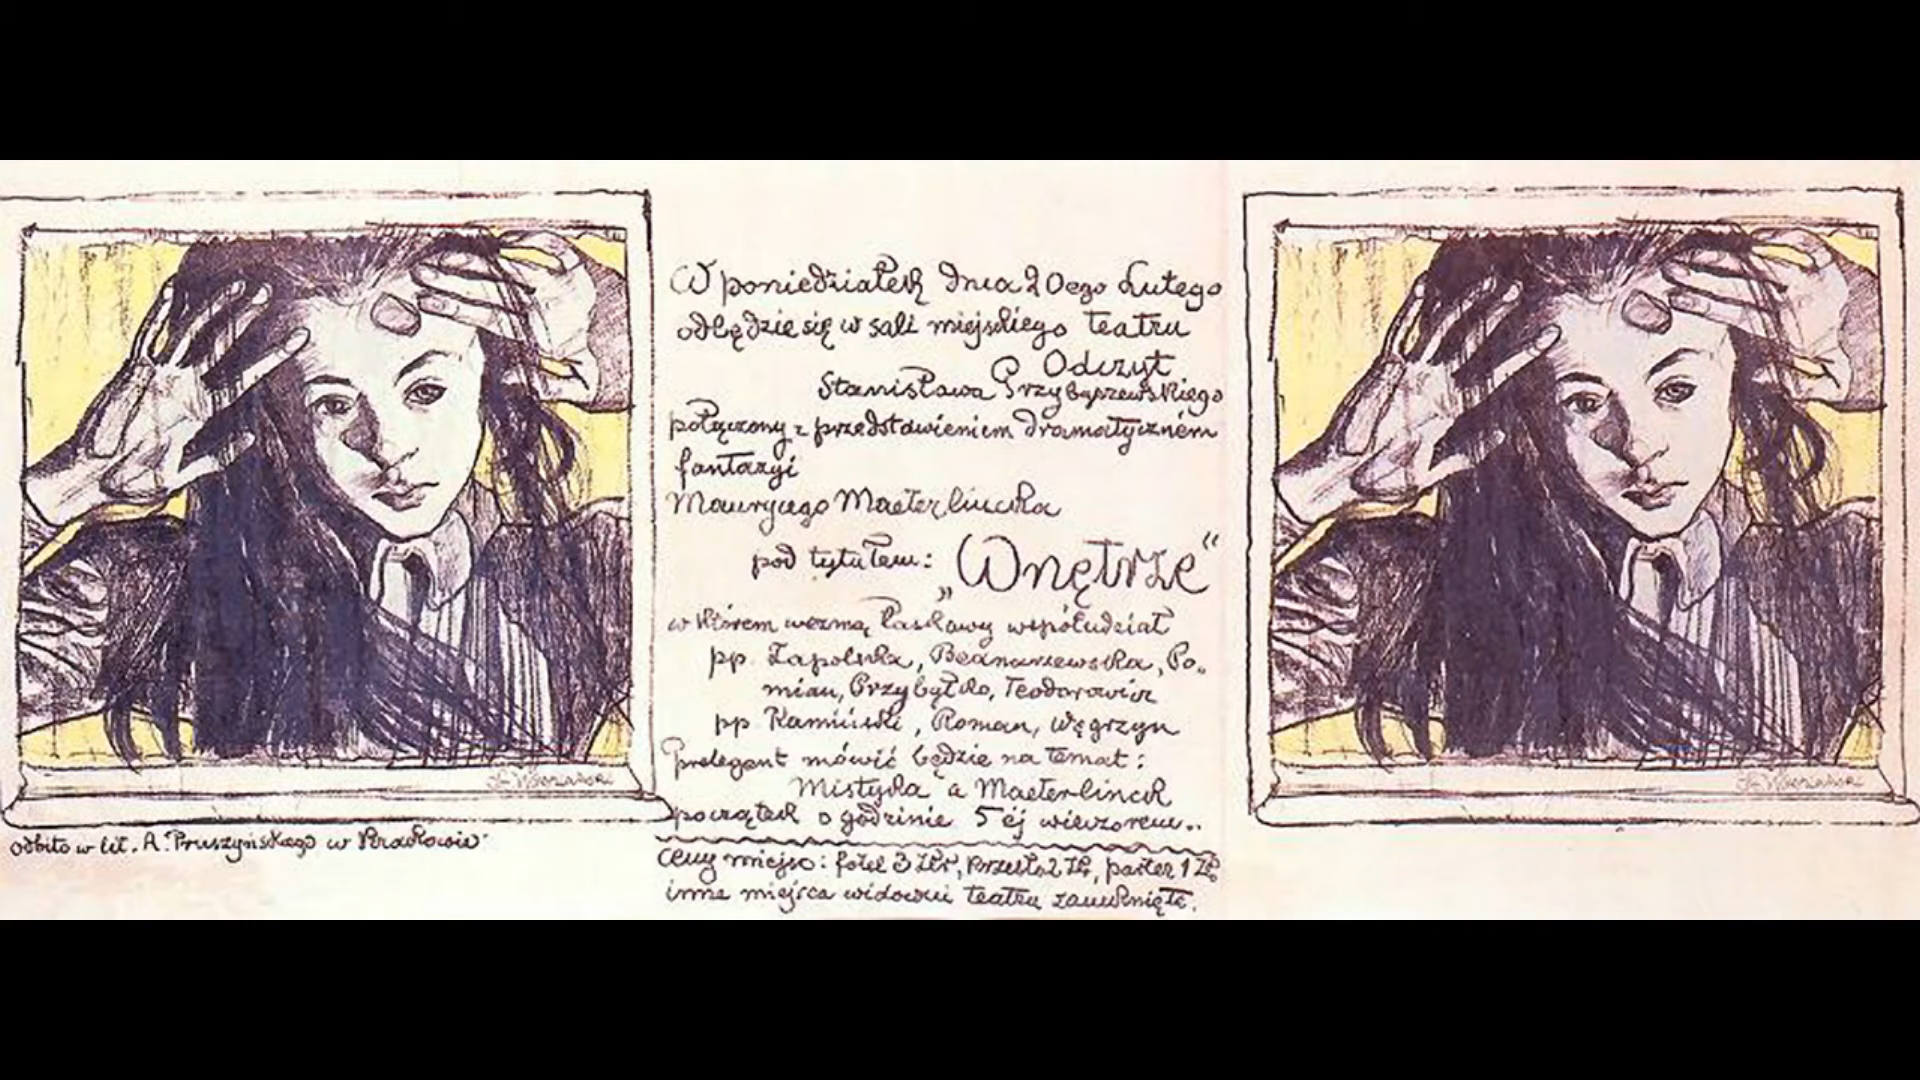 W poniedziałek dnia 20ego Lutego
odbędzie się w sali miejskiego teatru
Odczyt
Stanisława Przybyszewskiego
połączony z przedstawieniem dramatycznem
fantazyi
Maurycego Maeterlincka
pod tytułem: „Wnętrze“
w którem wezmą łaskawy współudział
pp. Zapolska, Bednarzewska, Po-
mian, Przybyłko, Teodorowicz
pp Kamiński, Roman, Węgrzyn
Prelegent mówić będzie na temat:
Mistyka a Maeterlinck
początek o godzinie 5ej wieczorem..
Ceny miejsc: fotel 3 złr, krzesło 2 zł, parter 1 zł
inne miejsca widowni teatru zamknięte.
odbito w lit. A. Pruszyńskiego w Krakowie